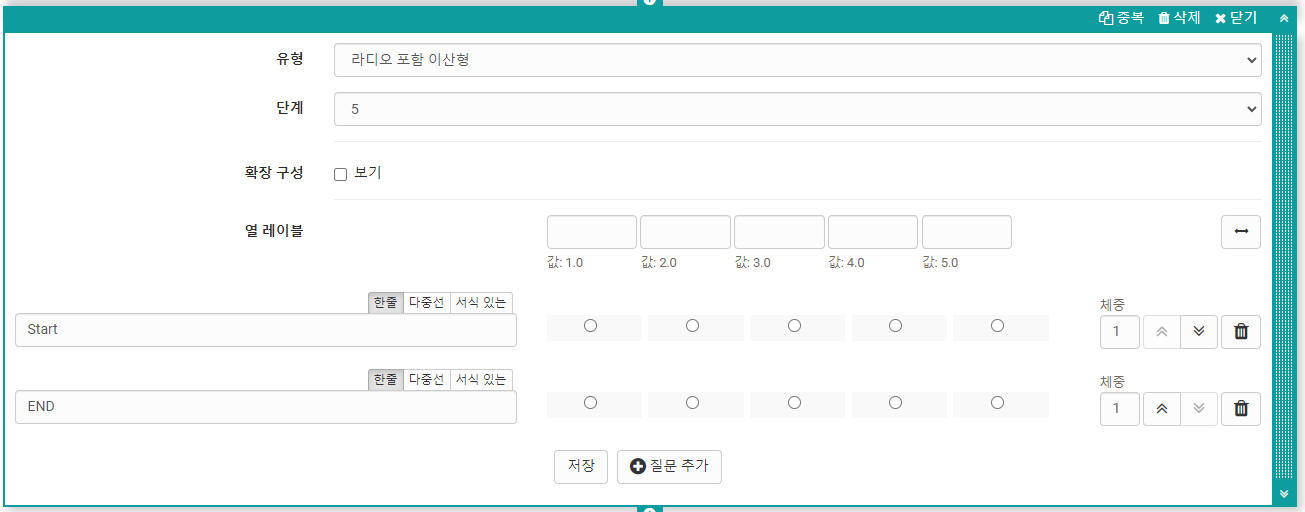 중복 삭제 닫기
유형 라디오 포함 이산형
단계 5
확장 구성 보기
열 레이블
값: 1.0 값: 2.0 값: 3.0 값: 4.0 값: 5.0
한줄 다중선 서식 있는 체중
Start 1
한줄 다중선 서식 있는 체중
END 1
저장 질문 추가